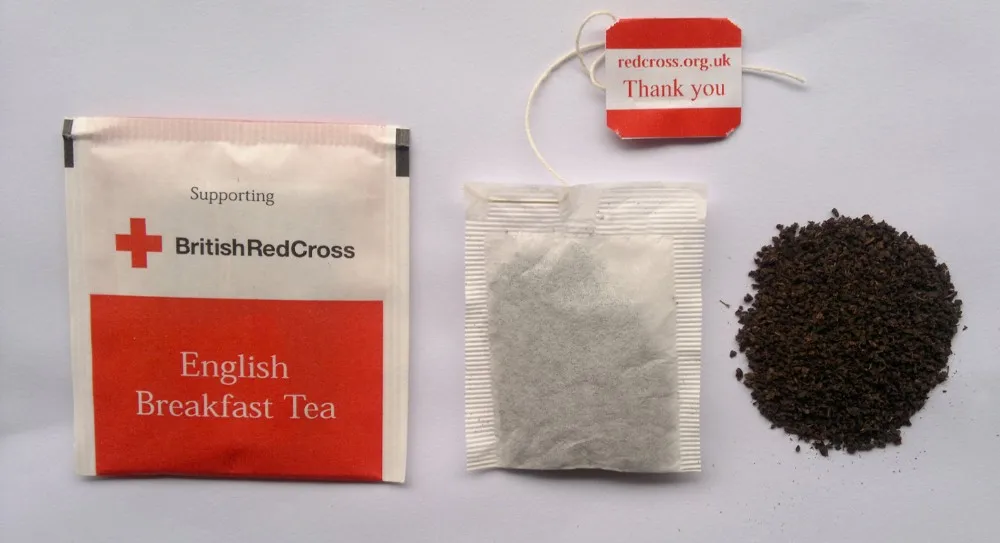 Supporting
BritishRedCross
English
Breakfast Tea
redcross.org.uk
Thank you